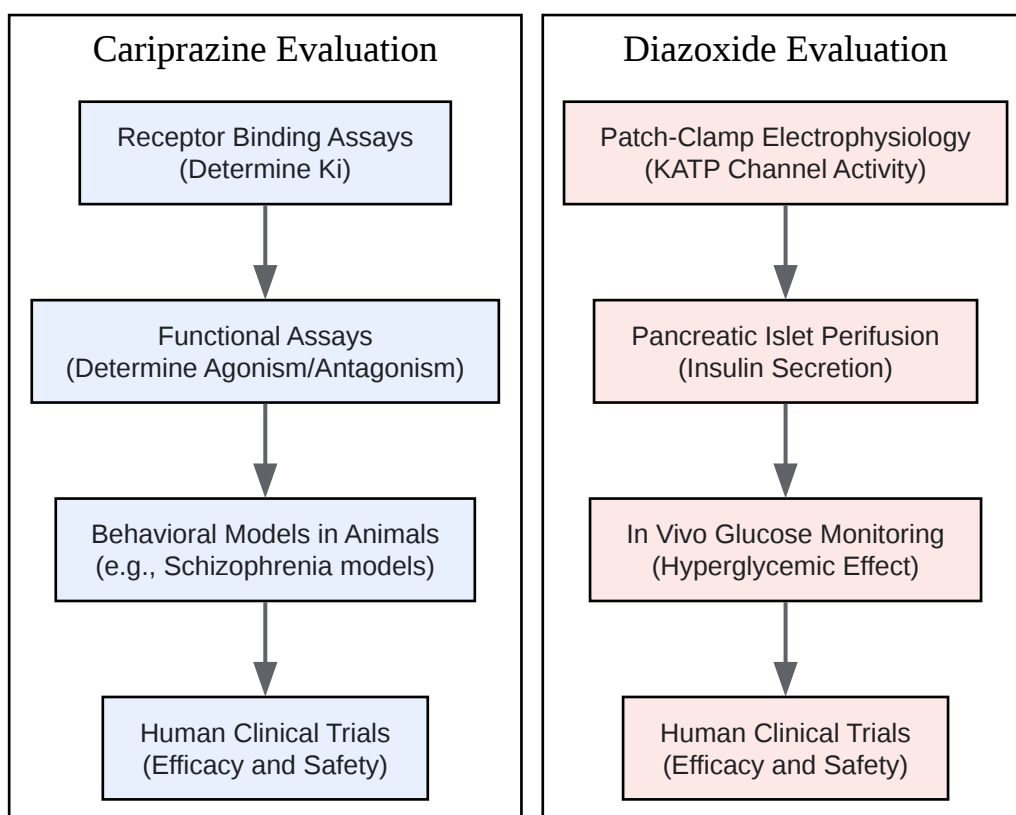 Cariprazine Evaluation
Receptor Binding Assays
(Determine Ki)
Functional Assays
(Determine Agonism/Antagonism)
Behavioral Models in Animals
(e.g., Schizophrenia models)
Human Clinical Trials
(Efficacy and Safety)
Diazoxide Evaluation
Patch-Clamp Electrophysiology
(KATP Channel Activity)
Pancreatic Islet Perifusion
(Insulin Secretion)
In Vivo Glucose Monitoring
(Hyperglycemic Effect)
Human Clinical Trials
(Efficacy and Safety)